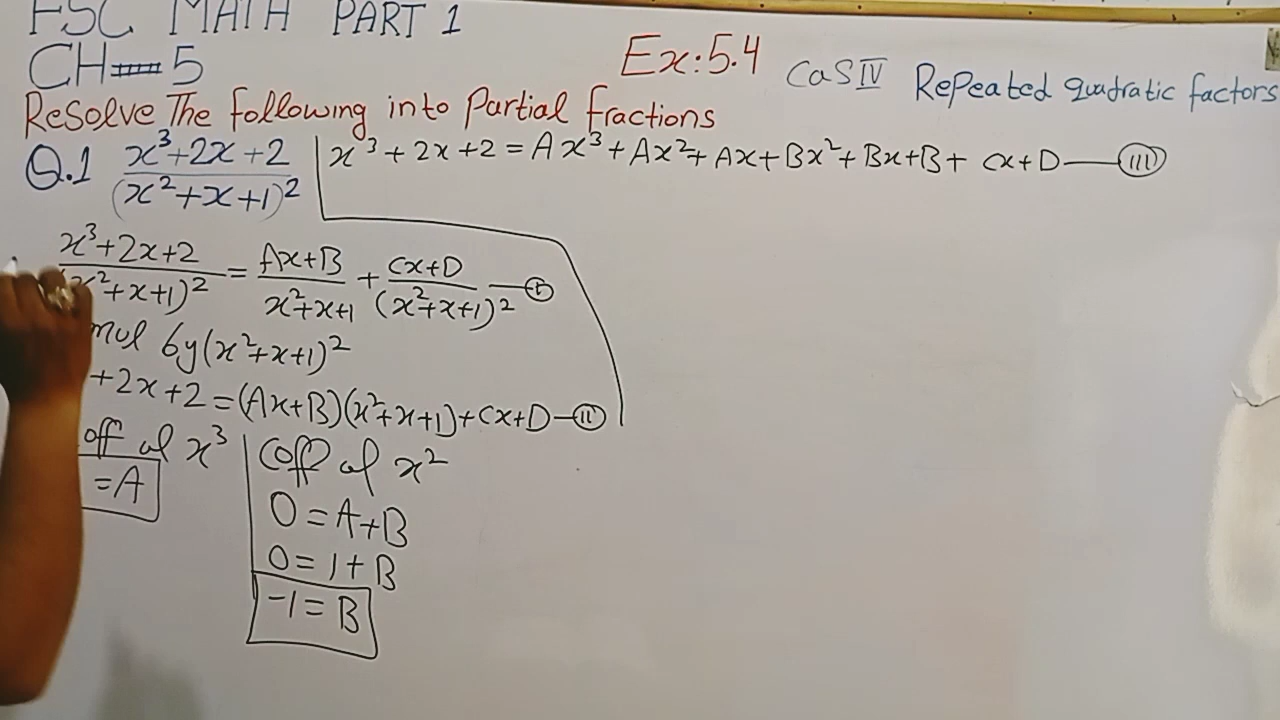 FSC MATH PART 1
CH 5
Ex: 5.4 CaS IV Repeated quadratic factors
Resolve The following into Partial fractions
Q.1 x³+2x+2 / (x²+x+1)²
x³+2x+2 = Ax³+Ax²+Ax+Bx²+Bx+B+ Cx+D — (III)
x³+2x+2 / (x²+x+1)² = Ax+B / x²+x+1 + Cx+D / (x²+x+1)² — (I)
mul by (x²+x+1)²
+2x+2 = (Ax+B)(x²+x+1)+Cx+D — (II)
off of x³
= A
Coff of x²
0 = A+B
0 = 1+B
-1 = B